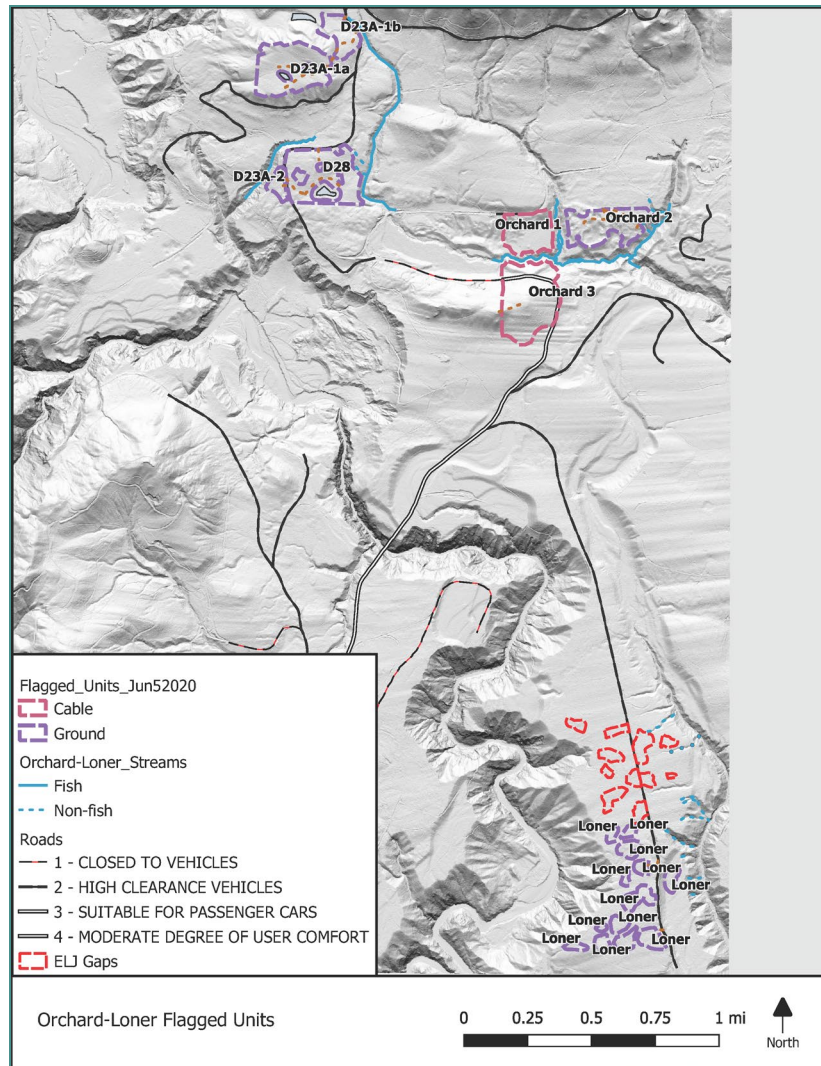 D23A-1b
D23A-1a
D28
D23A-2
Orchard 1
Orchard 2
Orchard 3
Flagged_Units_Jun52020
Cable
Ground
Orchard-Loner_Streams
Fish
Non-fish
Roads
1 - CLOSED TO VEHICLES
2 - HIGH CLEARANCE VEHICLES
3 - SUITABLE FOR PASSENGER CARS
4 - MODERATE DEGREE OF USER COMFORT
ELJ Gaps
Loner
Loner
Loner
Loner
Loner
Loner
Loner
Loner
Loner
Loner
Orchard-Loner Flagged Units
0 0.25 0.5 0.75 1 mi
North